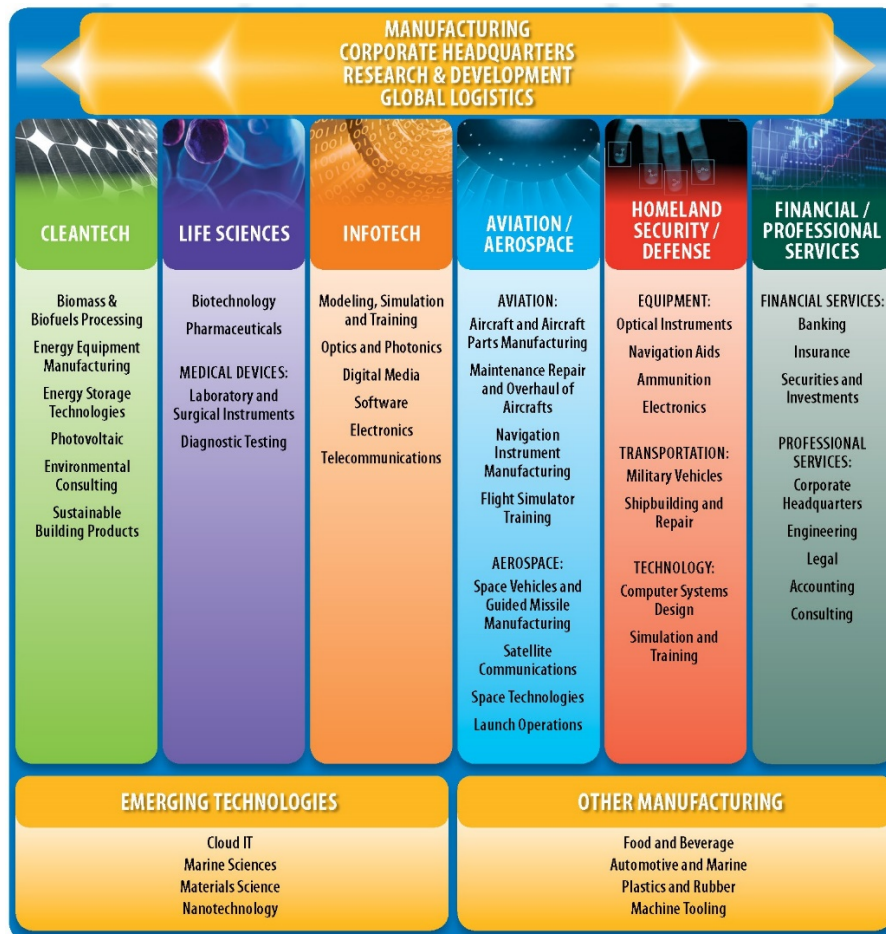 MANUFACTURING
CORPORATE HEADQUARTERS
RESEARCH & DEVELOPMENT
GLOBAL LOGISTICS
CLEANTECH
Biomass &
Biofuels Processing
Energy Equipment
Manufacturing
Energy Storage
Technologies
Photovoltaic
Environmental
Consulting
Sustainable
Building Products
LIFE SCIENCES
Biotechnology
Pharmaceuticals
MEDICAL DEVICES:
Laboratory and
Surgical Instruments
Diagnostic Testing
INFOTECH
Modeling, Simulation
and Training
Optics and Photonics
Digital Media
Software
Electronics
Telecommunications
AVIATION /
AEROSPACE
AVIATION:
Aircraft and Aircraft
Parts Manufacturing
Maintenance Repair
and Overhaul of
Aircrafts
Navigation
Instrument
Manufacturing
Flight Simulator
Training
AEROSPACE:
Space Vehicles and
Guided Missile
Manufacturing
Satellite
Communications
Space Technologies
Launch Operations
HOMELAND
SECURITY /
DEFENSE
EQUIPMENT:
Optical Instruments
Navigation Aids
Ammunition
Electronics
TRANSPORTATION:
Military Vehicles
Shipbuilding and
Repair
TECHNOLOGY:
Computer Systems
Design
Simulation and
Training
FINANCIAL /
PROFESSIONAL
SERVICES
FINANCIAL SERVICES:
Banking
Insurance
Securities and
Investments
PROFESSIONAL
SERVICES:
Corporate
Headquarters
Engineering
Legal
Accounting
Consulting
EMERGING TECHNOLOGIES
Cloud IT
Marine Sciences
Materials Science
Nanotechnology
OTHER MANUFACTURING
Food and Beverage
Automotive and Marine
Plastics and Rubber
Machine Tooling